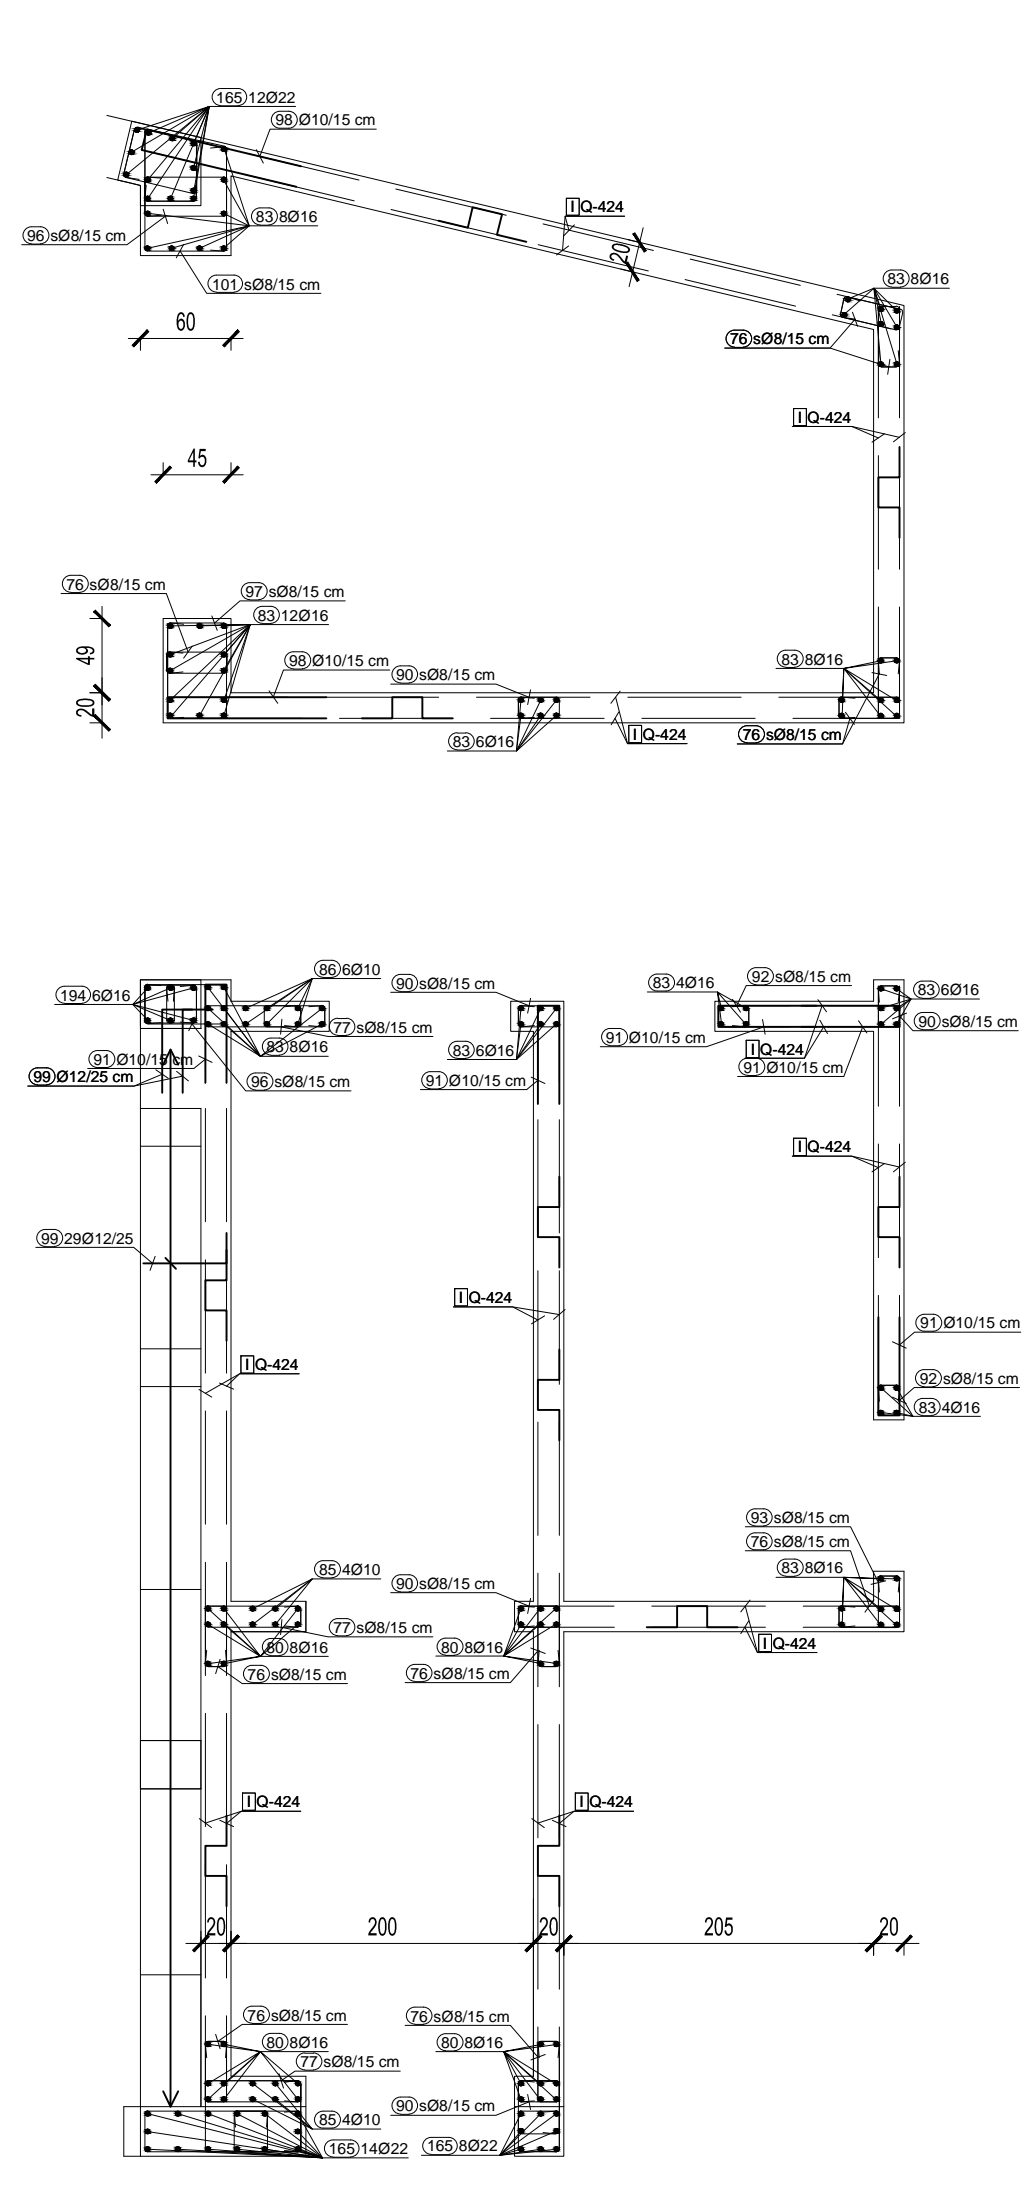 (165)12Ø22
(98)Ø10/15 cm
I Q-424
(83)8Ø16
(96)sØ8/15 cm
20
(101)sØ8/15 cm
(83)8Ø16
60
(76)sØ8/15 cm
I Q-424
45
(76)sØ8/15 cm
(97)sØ8/15 cm
(83)12Ø16
49
(98)Ø10/15 cm
(90)sØ8/15 cm
(83)8Ø16
20
(83)6Ø16
I Q-424
(76)sØ8/15 cm
(194)6Ø16
(86)6Ø10
(90)sØ8/15 cm
(83)4Ø16
(92)sØ8/15 cm
(83)6Ø16
(77)sØ8/15 cm
(90)sØ8/15 cm
(83)8Ø16
(83)6Ø16
(91)Ø10/15 cm
I Q-424
(91)Ø10/15 cm
(91)Ø10/15 cm
(99)Ø12/25 cm
(96)sØ8/15 cm
(91)Ø10/15 cm
I Q-424
(99)29Ø12/25
I Q-424
(91)Ø10/15 cm
I Q-424
(92)sØ8/15 cm
(83)4Ø16
(93)sØ8/15 cm
(76)sØ8/15 cm
(85)4Ø10
(90)sØ8/15 cm
(83)8Ø16
(77)sØ8/15 cm
(80)8Ø16
(80)8Ø16
I Q-424
(76)sØ8/15 cm
(76)sØ8/15 cm
I Q-424
I Q-424
20
200
20
205
20
(76)sØ8/15 cm
(76)sØ8/15 cm
(80)8Ø16
(80)8Ø16
(77)sØ8/15 cm
(90)sØ8/15 cm
(85)4Ø10
(165)14Ø22
(165)8Ø22